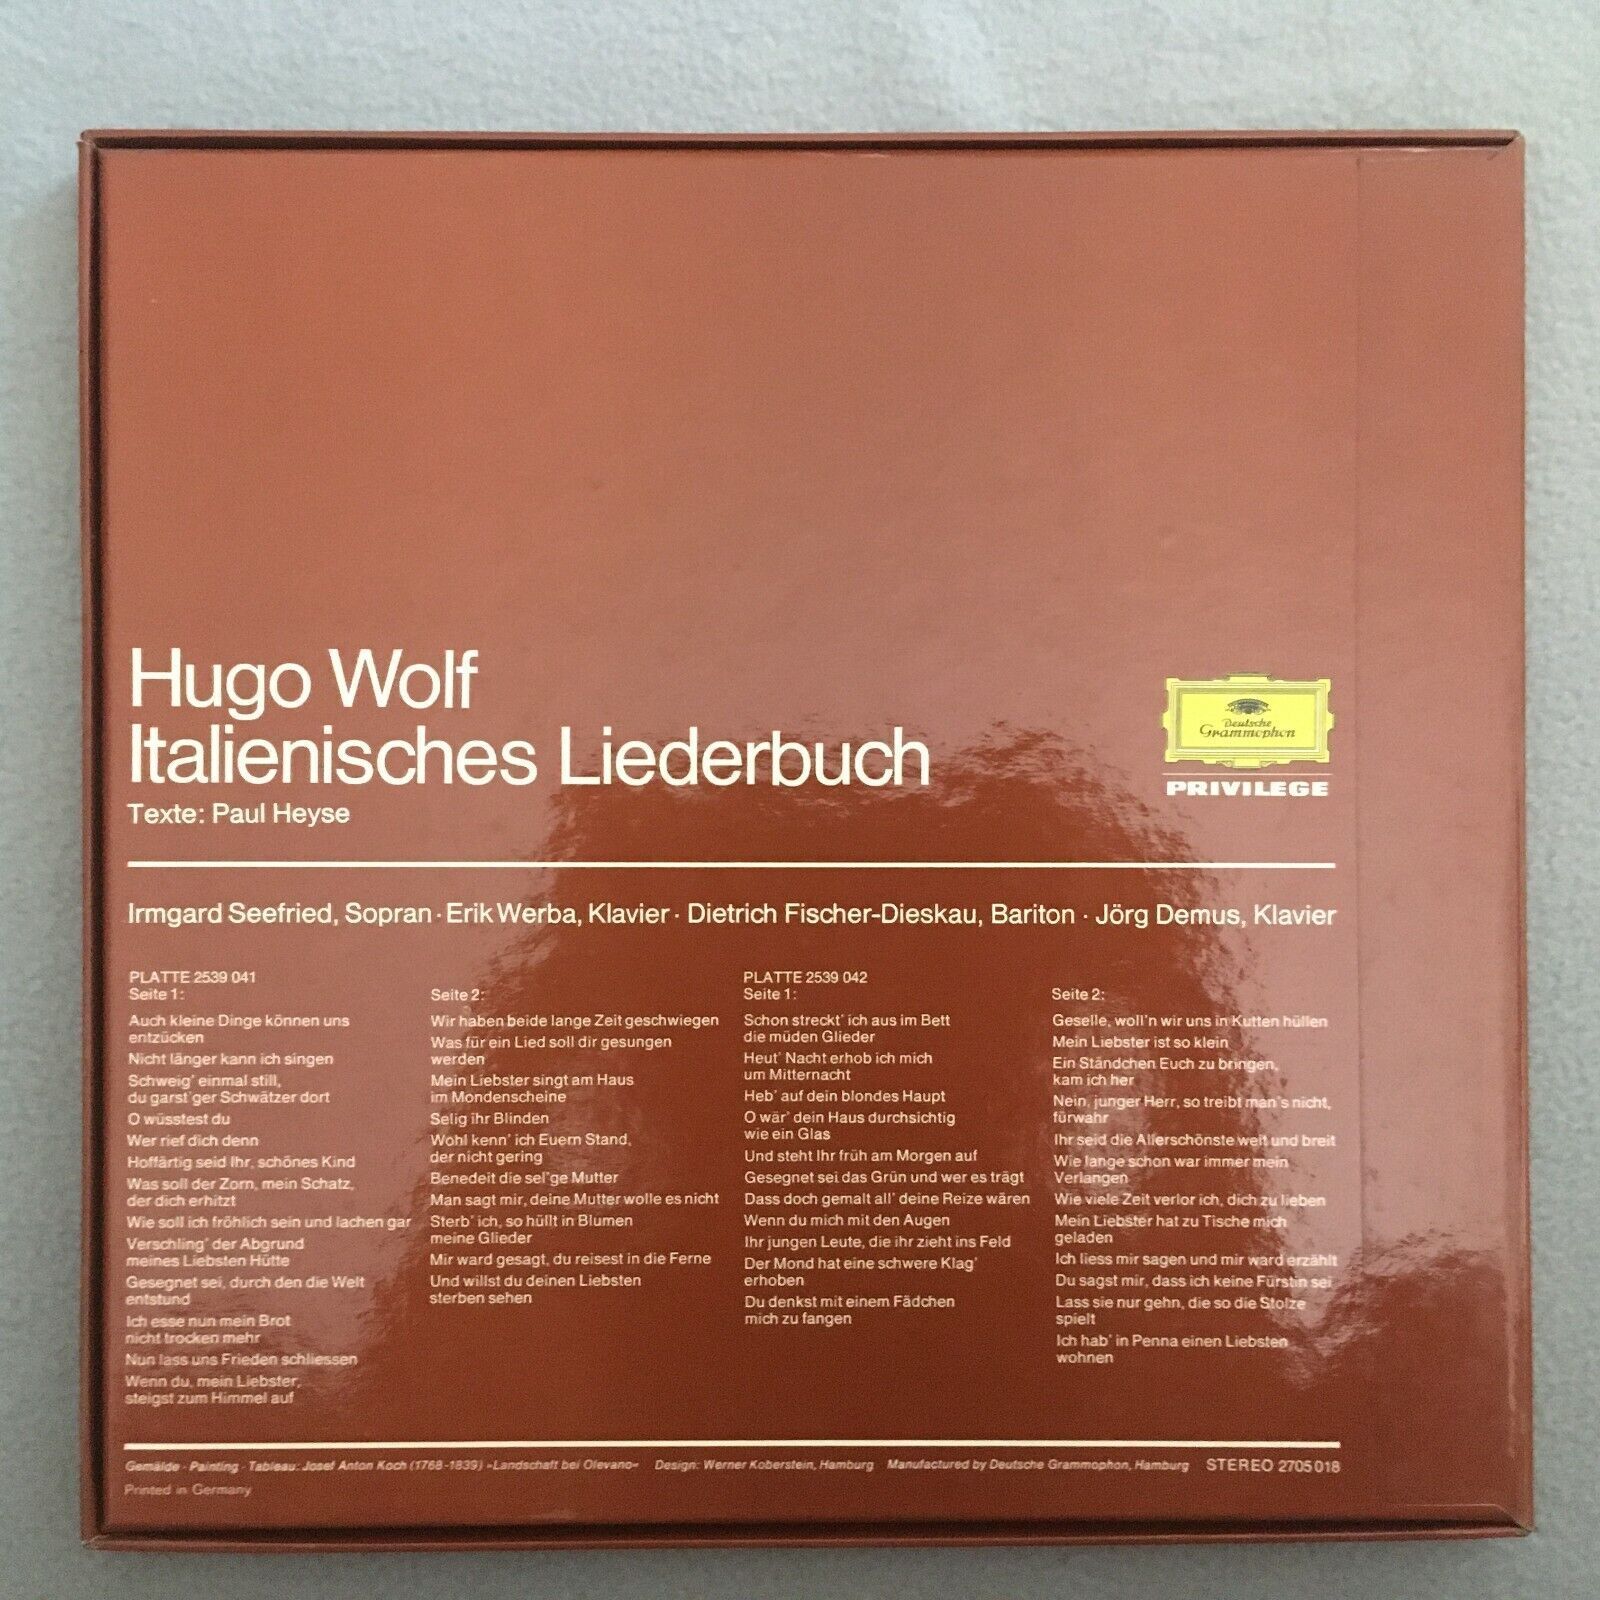 Hugo Wolf
Italienisches Liederbuch
Texte: Paul Heyse
Deutsche
Grammophon
PRIVILEGE
Irmgard Seefried, Sopran · Erik Werba, Klavier · Dietrich Fischer-Dieskau, Bariton · Jörg Demus, Klavier
PLATTE 2539 041
Seite 1:
Auch kleine Dinge können uns
entzücken
Nicht länger kann ich singen
Schweig' einmal still,
du garst'ger Schwätzer dort
O wüsstest du
Wer rief dich denn
Hoffärtig seid Ihr, schönes Kind
Was soll der Zorn, mein Schatz,
der dich erhitzt
Wie soll ich fröhlich sein und lachen gar
Verschling' der Abgrund
meines Liebsten Hütte
Gesegnet sei, durch den die Welt
entstund
Ich esse nun mein Brot
nicht trocken mehr
Nun lass uns Frieden schliessen
Wenn du, mein Liebster,
steigst zum Himmel auf
Seite 2:
Wir haben beide lange Zeit geschwiegen
Was für ein Lied soll dir gesungen
werden
Mein Liebster singt am Haus
im Mondenscheine
Selig ihr Blinden
Wohl kenn' ich Euern Stand,
der nicht gering
Benedeit die sel'ge Mutter
Man sagt mir, deine Mutter wolle es nicht
Sterb' ich, so hüllt in Blumen
meine Glieder
Mir ward gesagt, du reisest in die Ferne
Und willst du deinen Liebsten
sterben sehen
PLATTE 2539 042
Seite 1:
Schon streckt' ich aus im Bett
die müden Glieder
Heut' Nacht erhob ich mich
um Mitternacht
Heb' auf dein blondes Haupt
O wär' dein Haus durchsichtig
wie ein Glas
Und steht Ihr früh am Morgen auf
Gesegnet sei das Grün und wer es trägt
Dass doch gemalt all' deine Reize wären
Wenn du mich mit den Augen
Ihr jungen Leute, die ihr zieht ins Feld
Der Mond hat eine schwere Klag'
erhoben
Du denkst mit einem Fädchen
mich zu fangen
Seite 2:
Geselle, woll'n wir uns in Kutten hüllen
Mein Liebster ist so klein
Ein Ständchen Euch zu bringen,
kam ich her
Nein, junger Herr, so treibt man's nicht,
fürwahr
Ihr seid die Allerschönste weit und breit
Wie lange schon war immer mein
Verlangen
Wie viele Zeit verlor ich, dich zu lieben
Mein Liebster hat zu Tische mich
geladen
Ich liess mir sagen und mir ward erzählt
Du sagst mir, dass ich keine Fürstin sei
Lass sie nur gehn, die so die Stolze
spielt
Ich hab' in Penna einen Liebsten
wohnen
Gemälde · Painting · Tableau: Josef Anton Koch (1768-1839) »Landschaft bei Olevano« Design: Werner Koberstein, Hamburg Manufactured by Deutsche Grammophon, Hamburg STEREO 2705 018
Printed in Germany